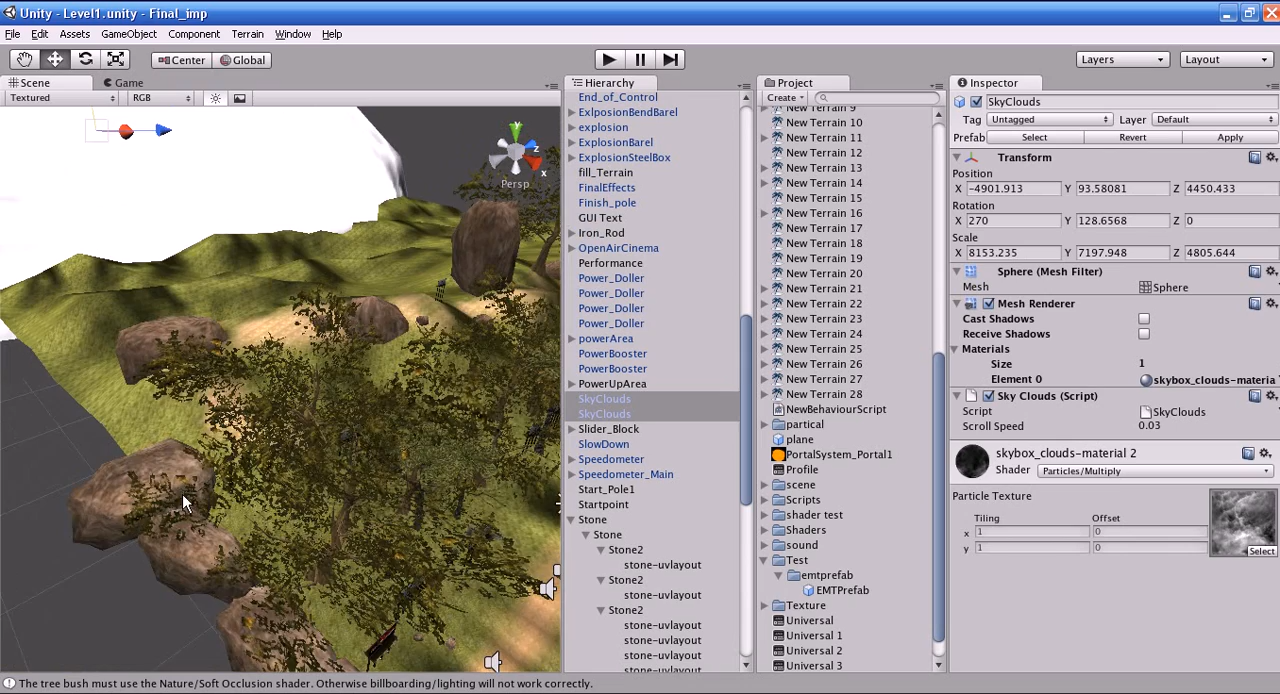 Unity - Level1.unity - Final_imp
File Edit Assets GameObject Component Terrain Window Help
Center Global Layers Layout
Scene Game
Textured RGB
Persp
x
z
y
Hierarchy
End_of_Control
ExlposionBendBarel
explosion
ExplosionBarel
ExplosionSteelBox
fill_Terrain
FinalEffects
Finish_pole
GUI Text
Iron_Rod
OpenAirCinema
Performance
Power_Doller
Power_Doller
Power_Doller
Power_Doller
powerArea
PowerBooster
PowerBooster
PowerUpArea
SkyClouds
SkyClouds
Slider_Block
SlowDown
Speedometer
Speedometer_Main
Start_Pole1
Startpoint
Stone
Stone
Stone2
stone-uvlayout
Stone2
stone-uvlayout
Stone2
stone-uvlayout
stone-uvlayout
stone-uvlayout
stone-uvlayout
Project
Create
New Terrain 9
New Terrain 10
New Terrain 11
New Terrain 12
New Terrain 13
New Terrain 14
New Terrain 15
New Terrain 16
New Terrain 17
New Terrain 18
New Terrain 19
New Terrain 20
New Terrain 21
New Terrain 22
New Terrain 23
New Terrain 24
New Terrain 25
New Terrain 26
New Terrain 27
New Terrain 28
NewBehaviourScript
partical
plane
PortalSystem_Portal1
Profile
scene
Scripts
shader test
Shaders
sound
Test
emtprefab
EMTPrefab
Texture
Universal
Universal 1
Universal 2
Universal 3
Inspector
SkyClouds
Tag Untagged Layer Default
Prefab Select Revert Apply
Transform
Position
X -4901.913 Y 93.58081 Z 4450.433
Rotation
X 270 Y 128.6568 Z 0
Scale
X 8153.235 Y 7197.948 Z 4805.644
Sphere (Mesh Filter)
Mesh Sphere
Mesh Renderer
Cast Shadows
Receive Shadows
Materials
Size 1
Element 0 skybox_clouds-materia
Sky Clouds (Script)
Script SkyClouds
Scroll Speed 0.03
skybox_clouds-material 2
Shader Particles/Multiply
Particle Texture
Tiling Offset
x 1 0
y 1 0
Select
The tree bush must use the Nature/Soft Occlusion shader. Otherwise billboarding/lighting will not work correctly.